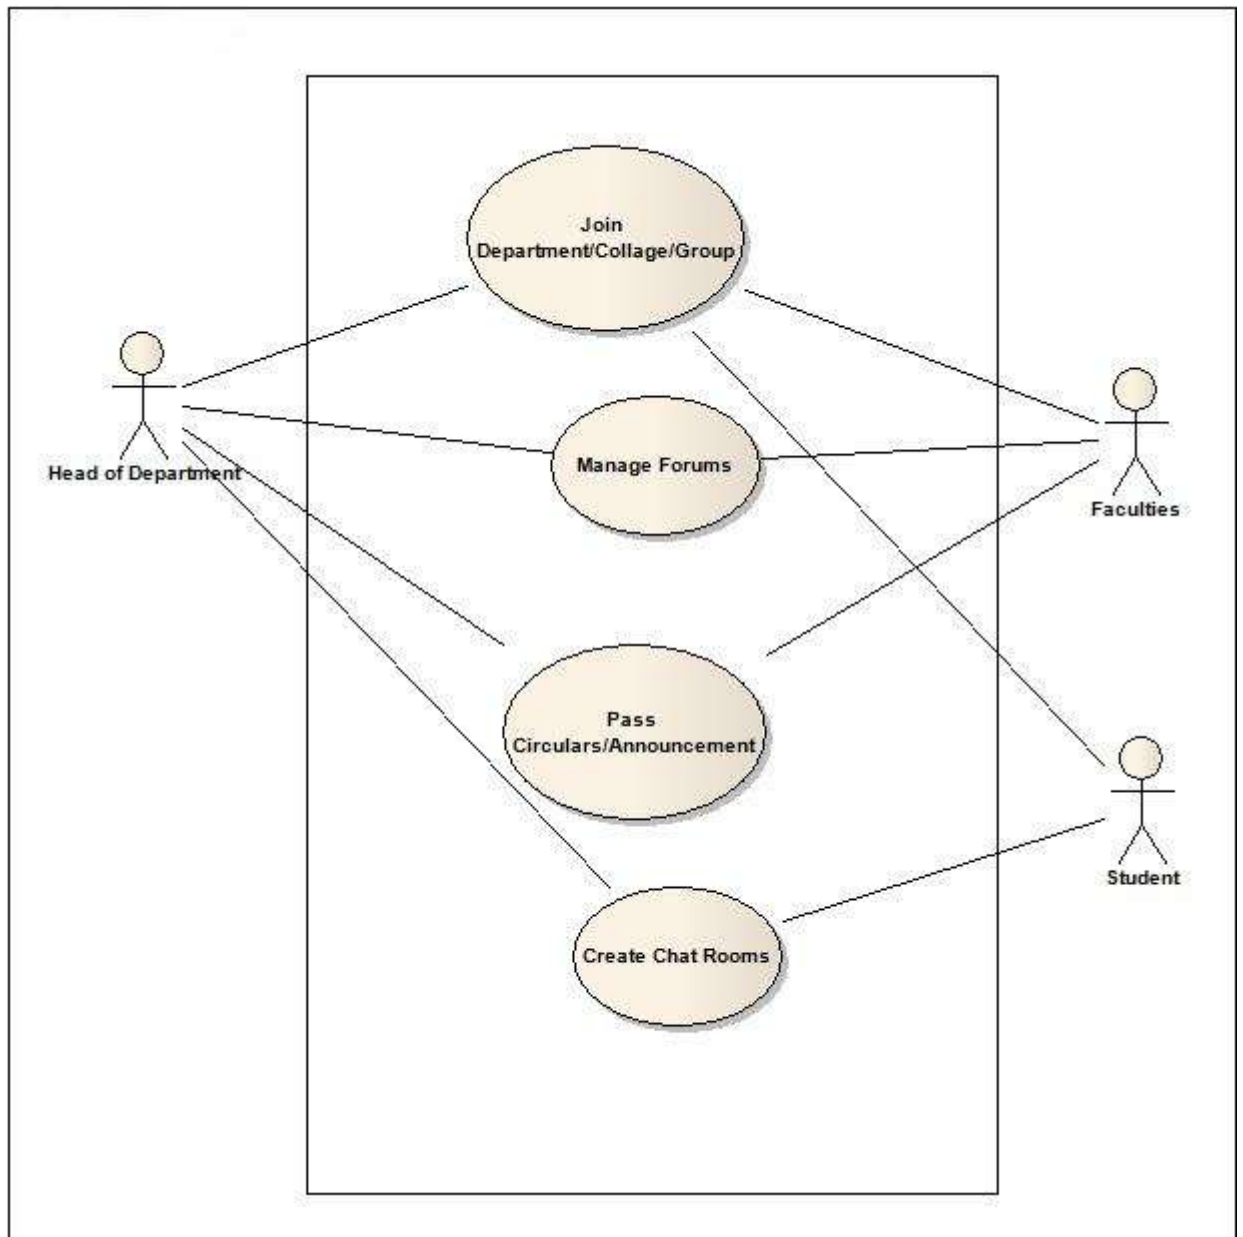 Join
Department/Collage/Group
Head of Department
Manage Forums
Faculties
Pass
Circulars/Announcement
Student
Create Chat Rooms